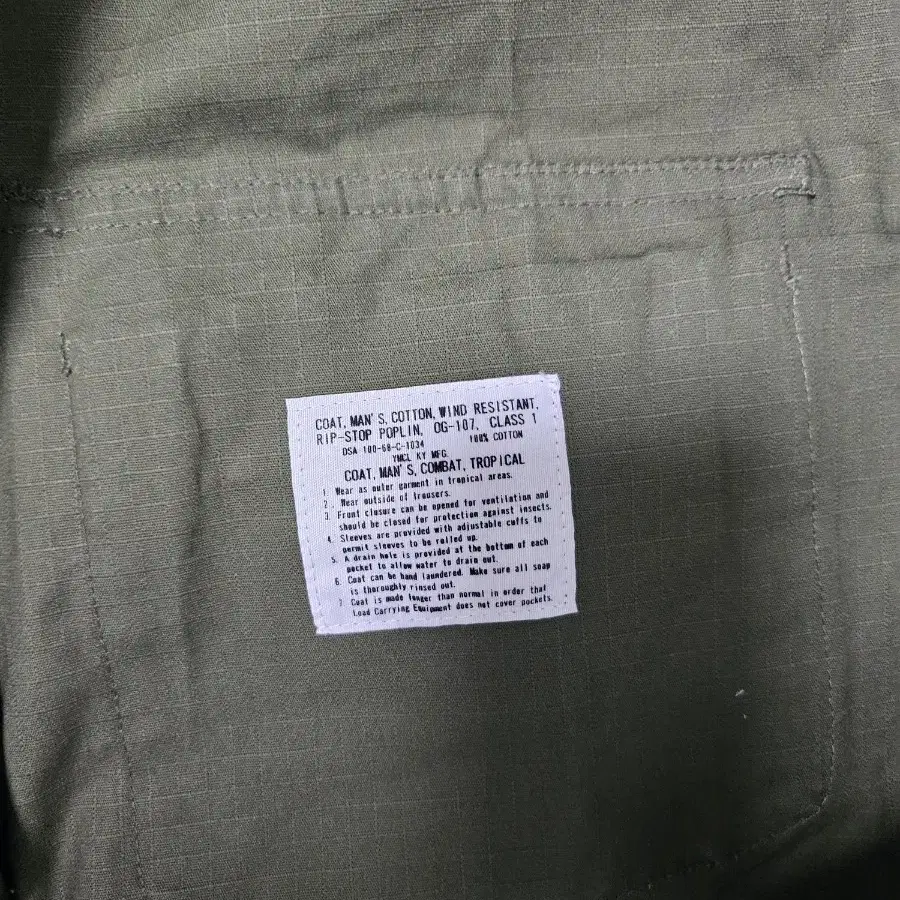 COAT, MAN'S, COTTON, WIND RESISTANT,
RIP-STOP POPLIN, OG-107, CLASS 1
DSA 100-68-C-1034 100% COTTON
YMCL KY MFG.
COAT, MAN'S, COMBAT, TROPICAL
1. Wear as outer garment in tropical areas.
2. Wear outside of trousers.
3. Front closure can be opened for ventilation and
should be closed for protection against insects.
4. Sleeves are provided with adjustable cuffs to
permit sleeves to be rolled up.
5. A drain hole is provided at the bottom of each
pocket to allow water to drain out.
6. Coat can be hand laundered. Make sure all soap
is thoroughly rinsed out.
7. Coat is made longer than normal in order that
Load Carrying Equipment does not cover pockets.